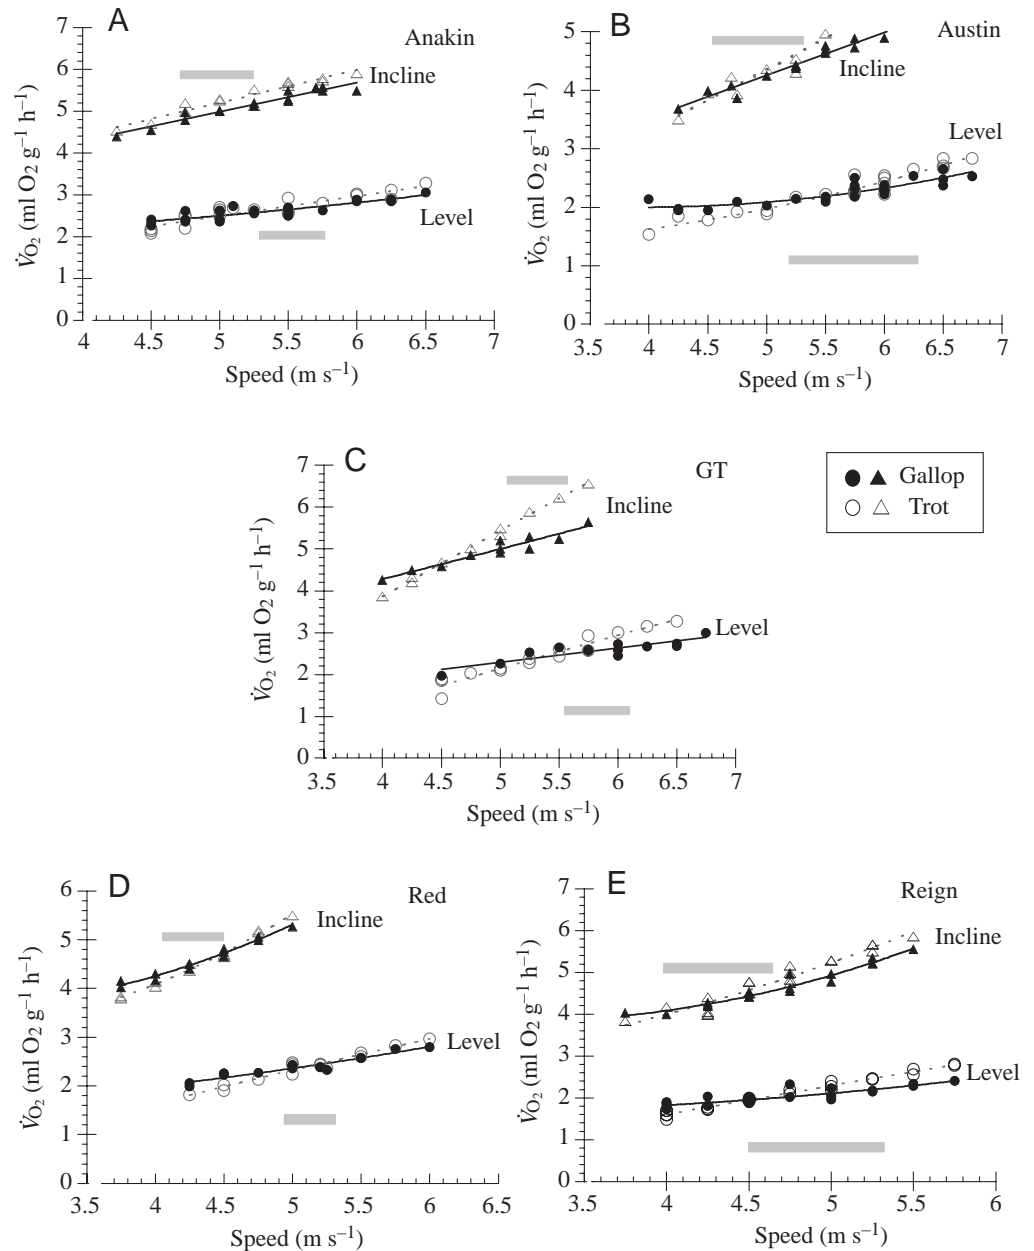 A
Anakin
7
6
5
4
3
2
1
0
V̇O2 (ml O2 g−1 h−1)
Incline
Level
4 4.5 5 5.5 6 6.5 7
Speed (m s−1)
B
Austin
5
4
3
2
1
0
V̇O2 (ml O2 g−1 h−1)
Incline
Level
3.5 4 4.5 5 5.5 6 6.5 7
Speed (m s−1)
C
GT
7
6
5
4
3
2
1
0
V̇O2 (ml O2 g−1 h−1)
Incline
Level
3.5 4 4.5 5 5.5 6 6.5 7
Speed (m s−1)
Gallop
Trot
D
Red
6
5
4
3
2
1
0
V̇O2 (ml O2 g−1 h−1)
Incline
Level
3.5 4 4.5 5 5.5 6 6.5
Speed (m s−1)
E
Reign
7
6
5
4
3
2
1
0
V̇O2 (ml O2 g−1 h−1)
Incline
Level
3.5 4 4.5 5 5.5 6
Speed (m s−1)